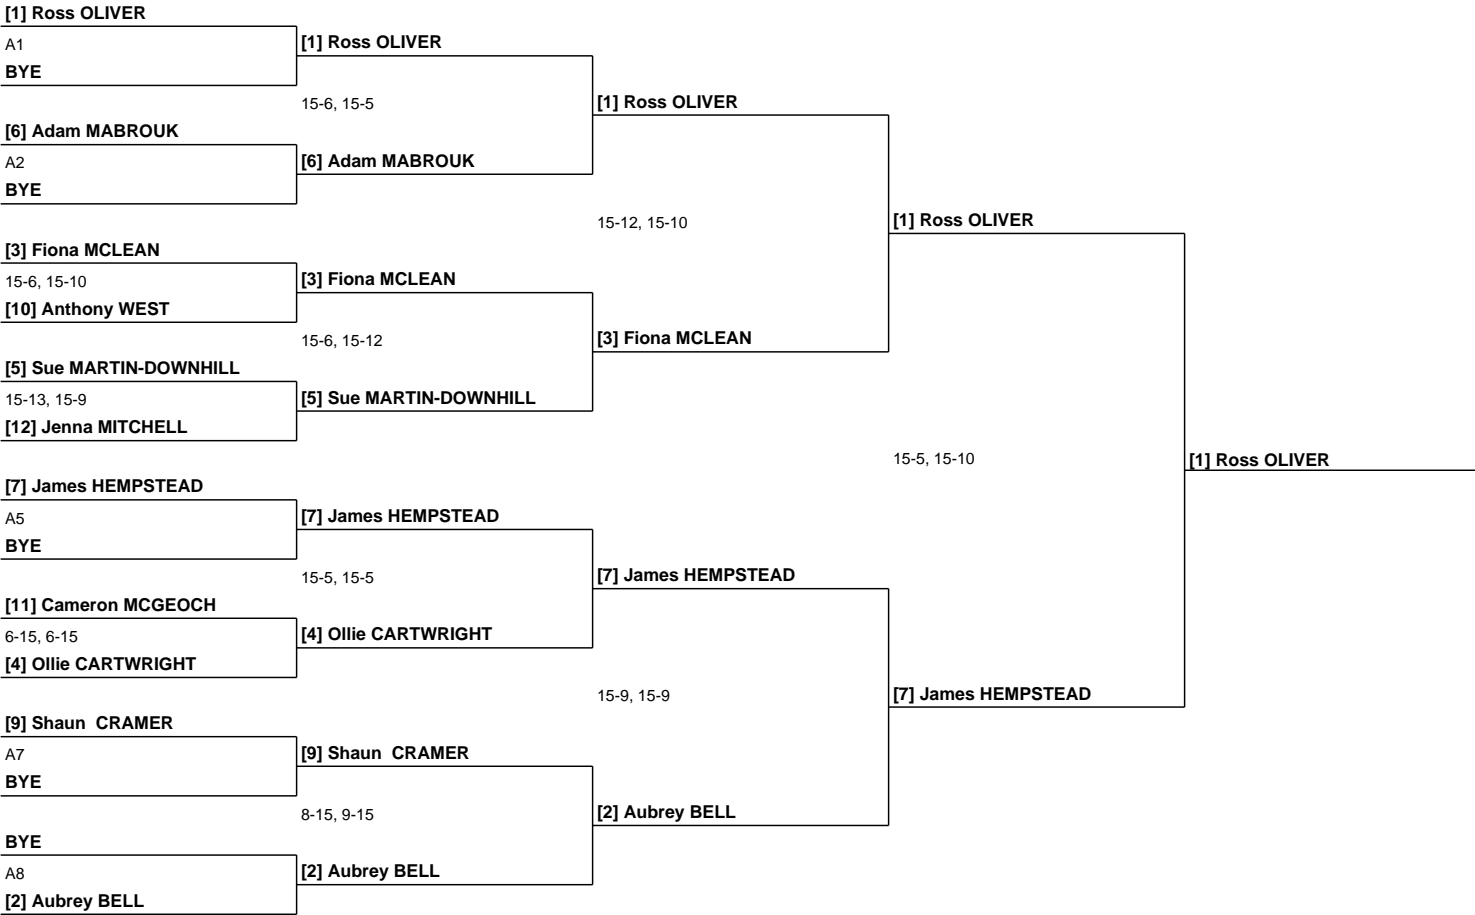 [1] Ross OLIVER
A1
BYE
[6] Adam MABROUK
A2
BYE
[3] Fiona MCLEAN
15-6, 15-10
[10] Anthony WEST
[5] Sue MARTIN-DOWNHILL
15-13, 15-9
[12] Jenna MITCHELL
[7] James HEMPSTEAD
A5
BYE
[11] Cameron MCGEOCH
6-15, 6-15
[4] Ollie CARTWRIGHT
[9] Shaun  CRAMER
A7
BYE
BYE
A8
[2] Aubrey BELL
[1] Ross OLIVER
15-6, 15-5
[6] Adam MABROUK
[3] Fiona MCLEAN
15-6, 15-12
[5] Sue MARTIN-DOWNHILL
[7] James HEMPSTEAD
15-5, 15-5
[4] Ollie CARTWRIGHT
[9] Shaun  CRAMER
8-15, 9-15
[2] Aubrey BELL
[1] Ross OLIVER
15-12, 15-10
[3] Fiona MCLEAN
[7] James HEMPSTEAD
15-9, 15-9
[2] Aubrey BELL
[1] Ross OLIVER
15-5, 15-10
[7] James HEMPSTEAD
[1] Ross OLIVER